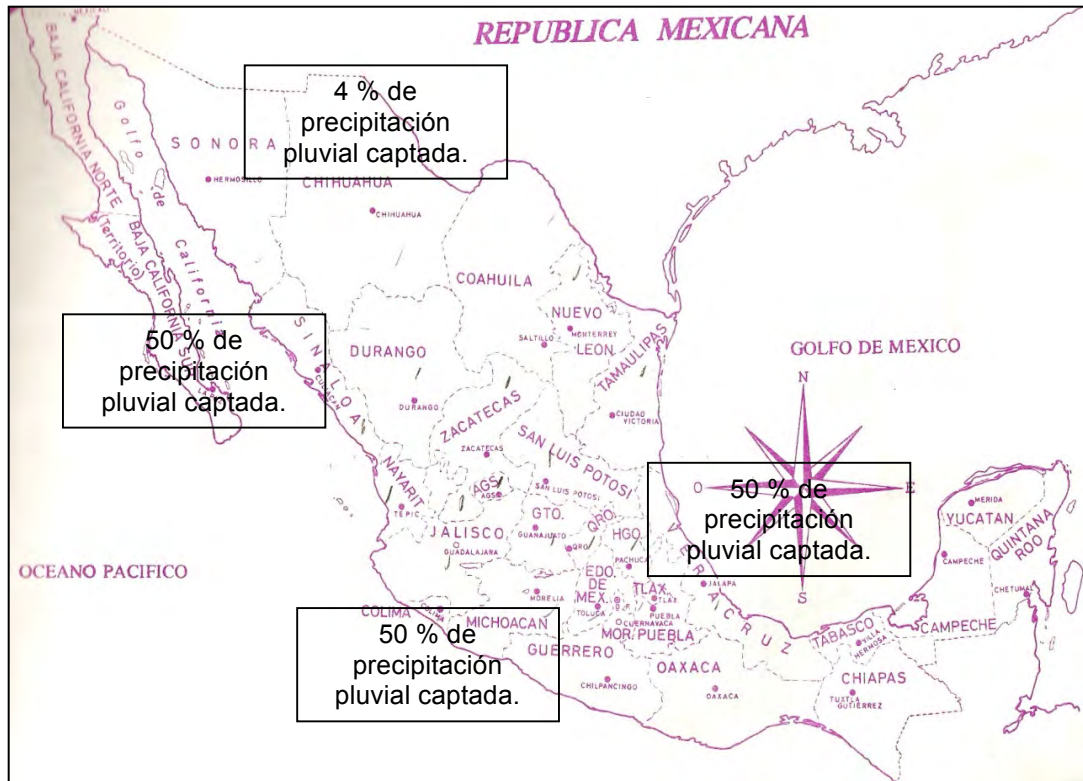 REPUBLICA MEXICANA
MEXICALI
BAJA CALIFORNIA NORTE
Golfo
de
California
SONORA
HERMOSILLO
4 % de
precipitación
pluvial captada.
CHIHUAHUA
CHIHUAHUA
(Territorio)
BAJA CALIFORNIA SUR
50 % de
precipitación
pluvial captada.
COAHUILA
SALTILLO
NUEVO
MONTERREY
LEON
TAMAULIPAS
CIUDAD
VICTORIA
GOLFO DE MEXICO
SINALOA
CULIACAN
DURANGO
DURANGO
ZACATECAS
ZACATECAS
SAN LUIS POTOSI
SAN LUIS POTOSI
N
O
E
S
50 % de
precipitación
pluvial captada.
NAYARIT
TEPIC
AGS.
AGS
JALISCO
GUADALAJARA
GTO.
GUANAJUATO
QRO.
QRO
HGO.
PACHUCA
VERACRUZ
JALAPA
MERIDA
YUCATAN
QUINTANA
ROO
CAMPECHE
CHETUMAL
CAMPECHE
OCEANO PACIFICO
COLIMA
COLIMA
MORELIA
MICHOACAN
EDO.
DE
MEX.
TOLUCA
D.F.
TLAX.
TLAX.
PUEBLA
CUERNAVACA
MOR.
PUEBLA
50 % de
precipitación
pluvial captada.
GUERRERO
CHILPANCINGO
OAXACA
OAXACA
TABASCO
VILLA
HERMOSA
CHIAPAS
TUXTLA
GUTIÉRREZ